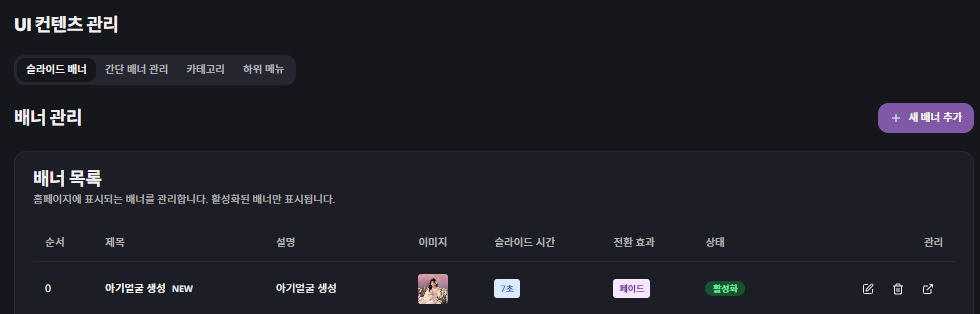 UI 컨텐츠 관리
슬라이드 배너 간단 배너 관리 카테고리 하위 메뉴
배너 관리
+ 새 배너 추가
배너 목록
홈페이지에 표시되는 배너를 관리합니다. 활성화된 배너만 표시됩니다.
순서 제목 설명 이미지 슬라이드 시간 전환 효과 상태 관리
0 아기얼굴 생성 NEW 아기얼굴 생성 7초 페이드 활성화